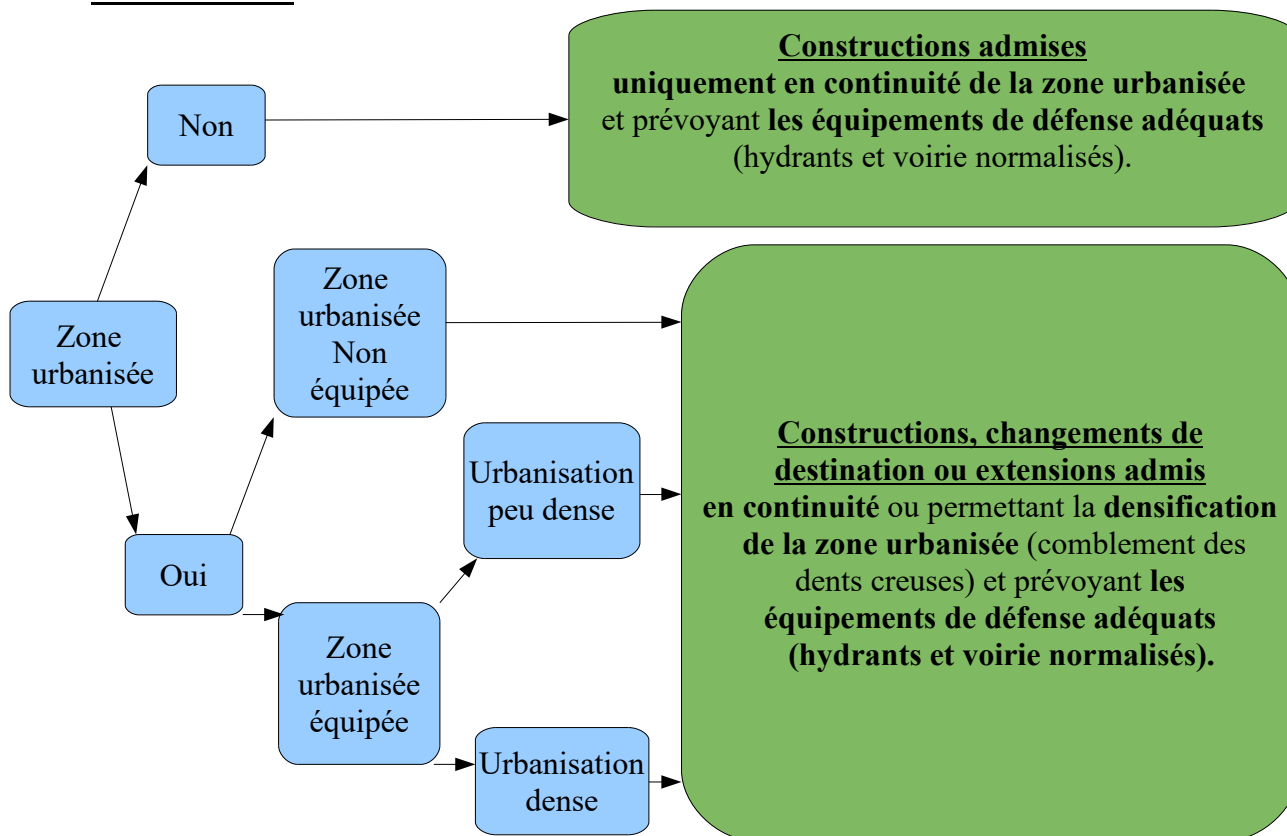 Constructions admises
uniquement en continuité de la zone urbanisée
et prévoyant les équipements de défense adéquats
(hydrants et voirie normalisés).
Non
Zone
urbanisée
Non
équipée
Zone
urbanisée
Urbanisation
peu dense
Constructions, changements de
destination ou extensions admis
en continuité ou permettant la densification
de la zone urbanisée (comblement des
dents creuses) et prévoyant les
équipements de défense adéquats
(hydrants et voirie normalisés).
Oui
Zone
urbanisée
équipée
Urbanisation
dense